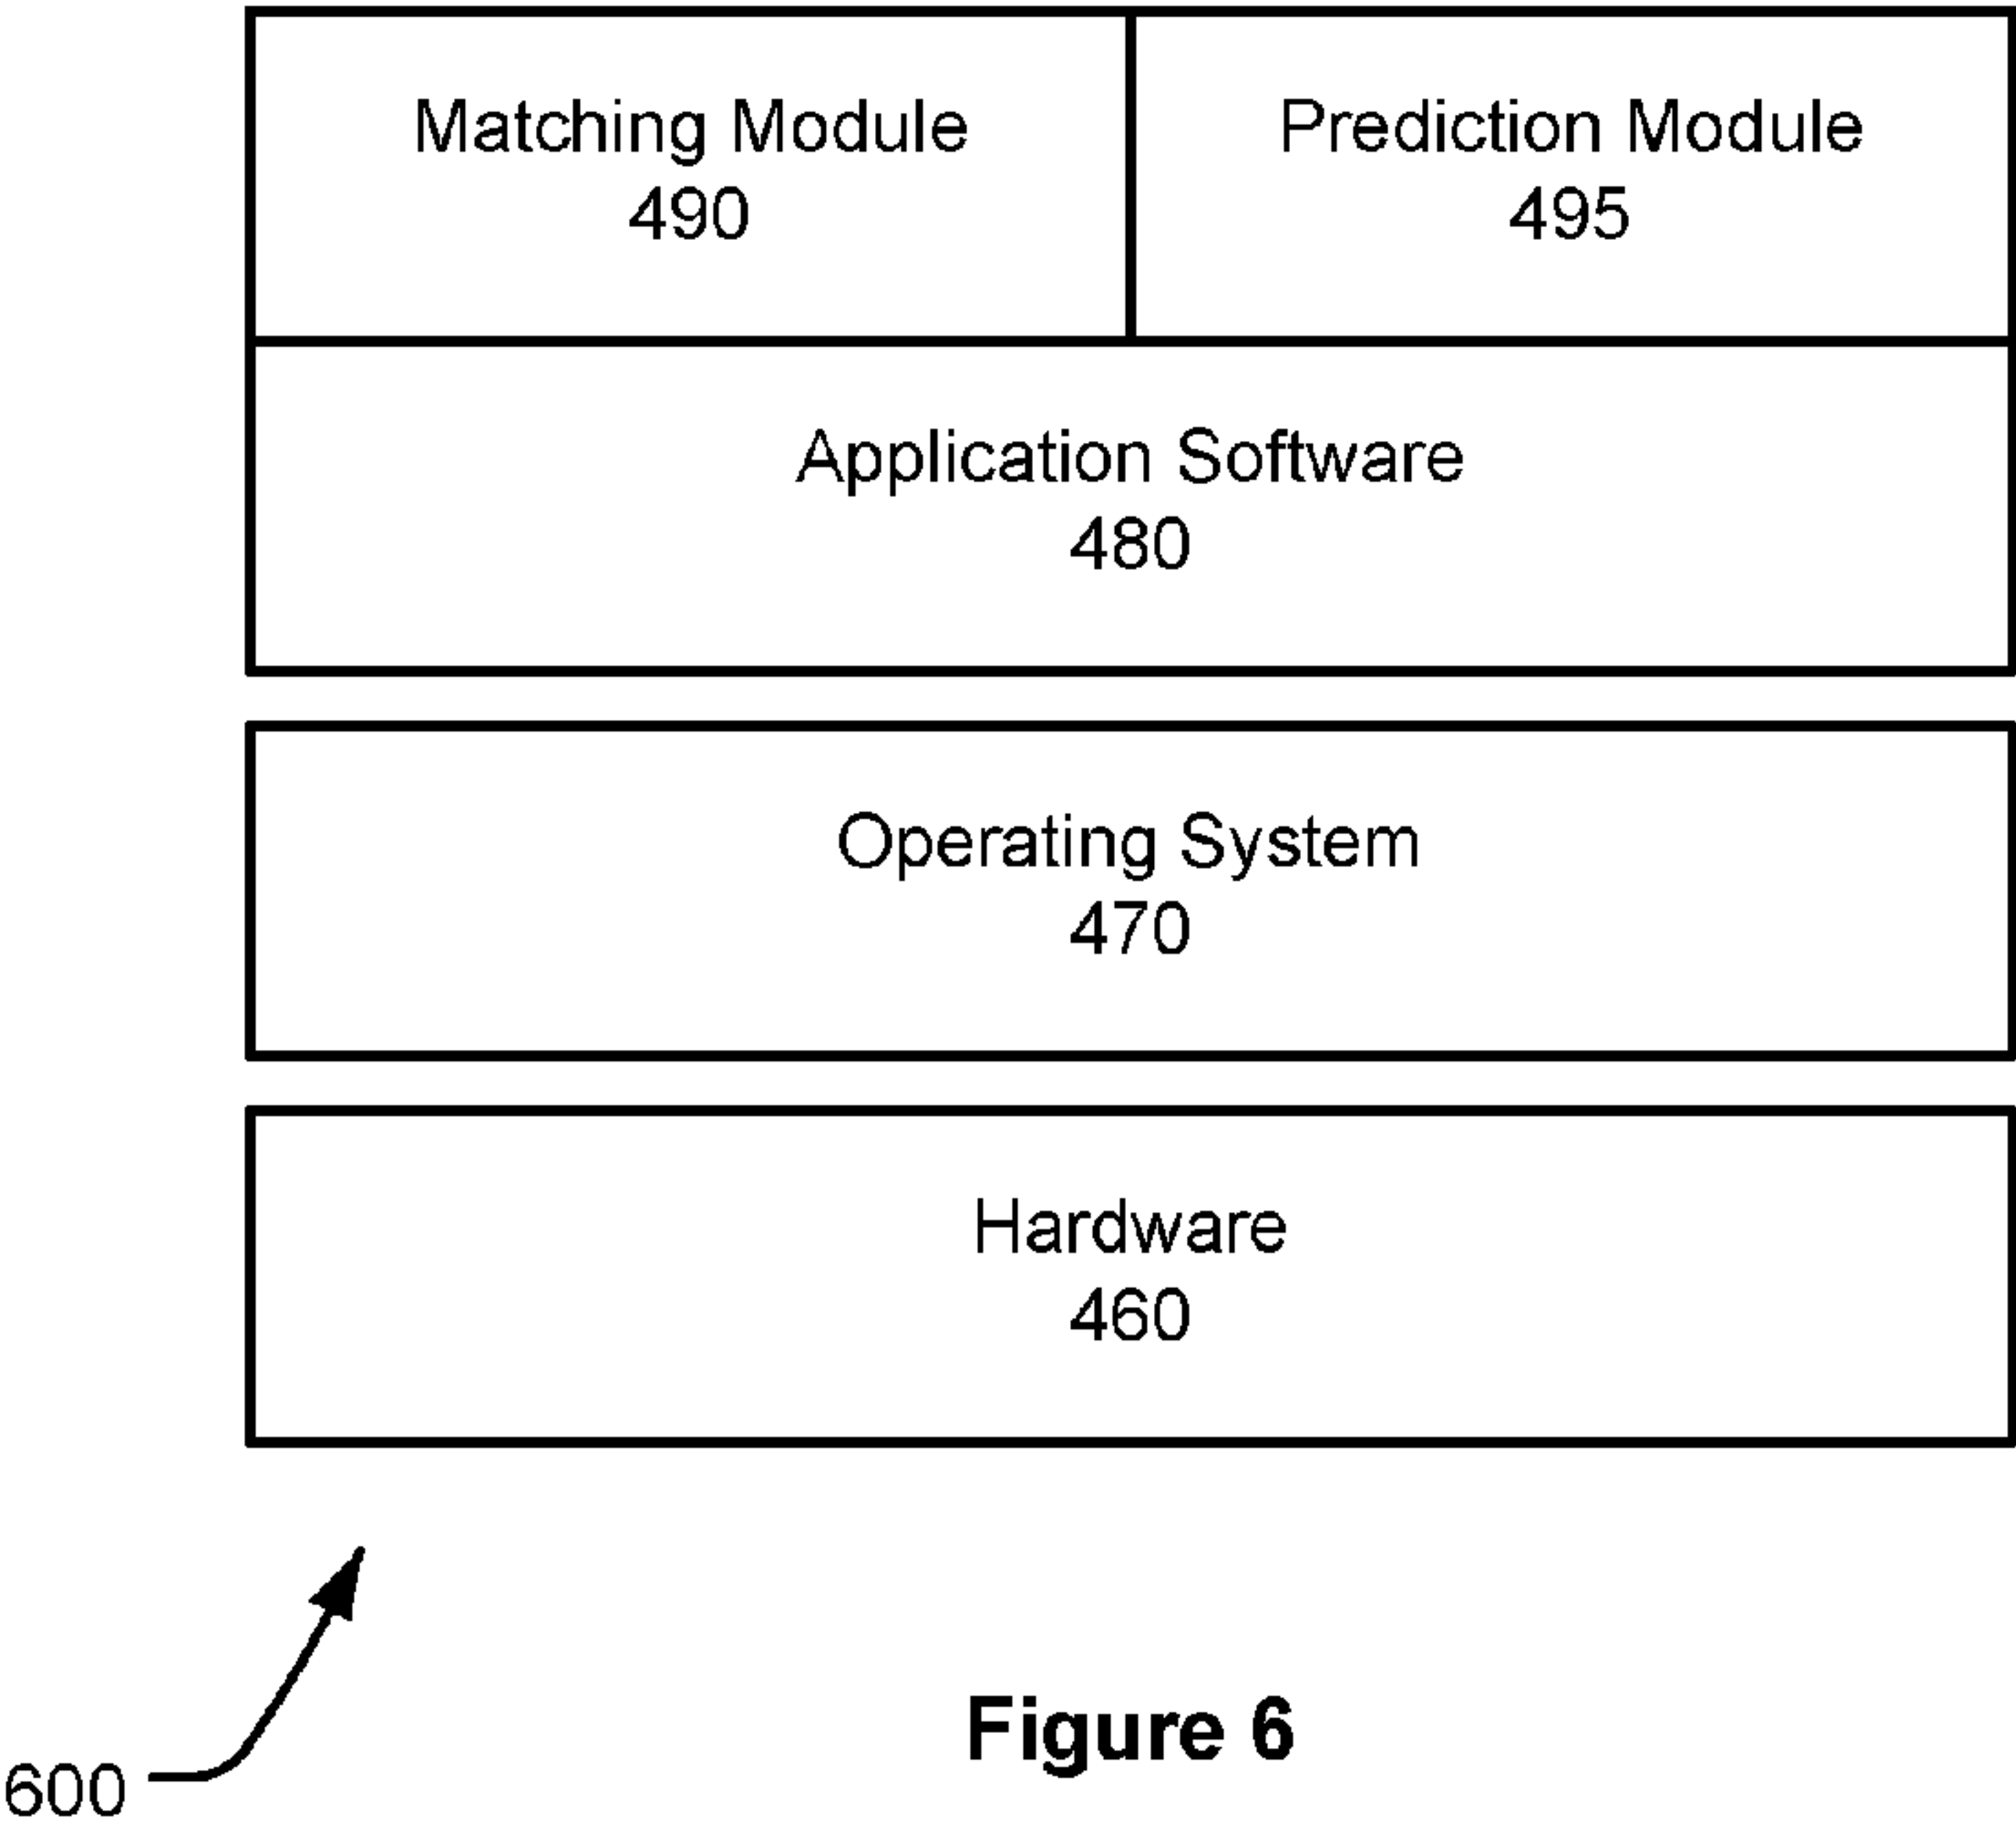 Matching Module
490
Prediction Module
495
Application Software
480
Operating System
470
Hardware
460
600
Figure 6